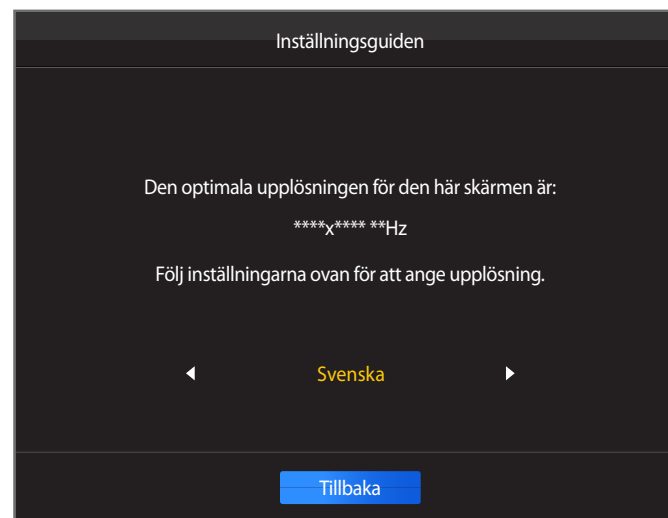 Inställningsguiden
Den optimala upplösningen för den här skärmen är:
****x**** **Hz
Följ inställningarna ovan för att ange upplösning.
Svenska
Tillbaka